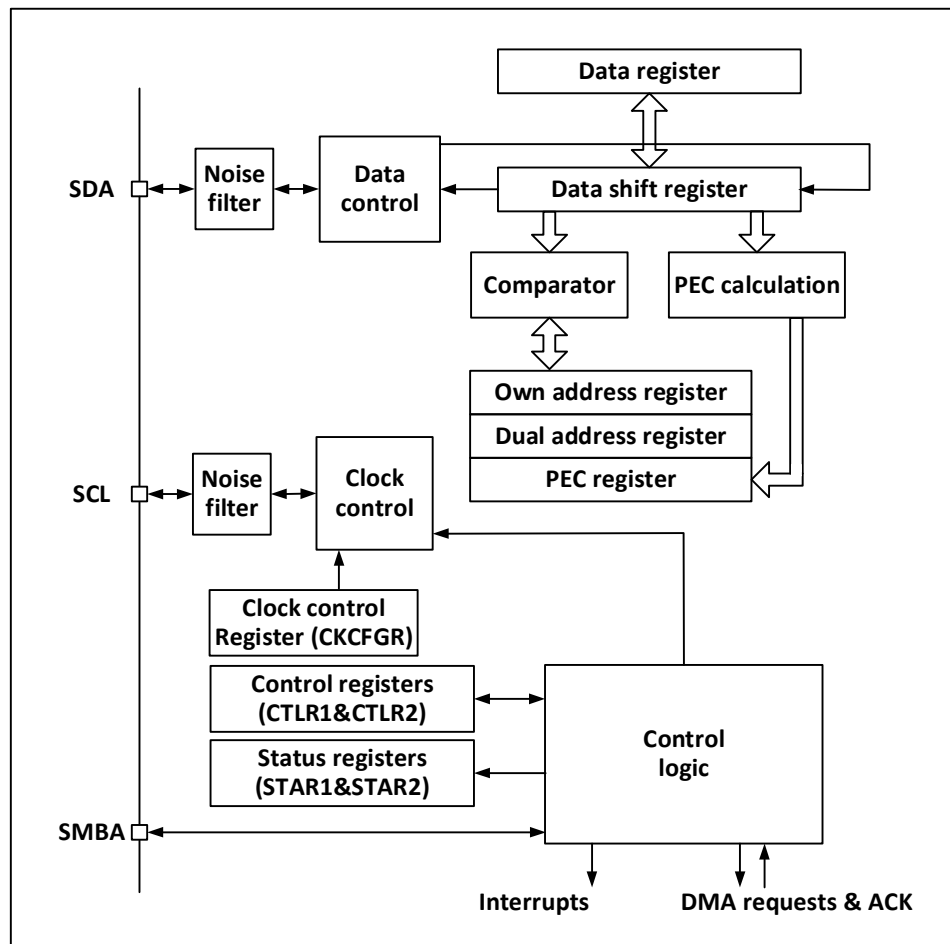 Data register
SDA
Noise
filter
Data
control
Data shift register
Comparator
PEC calculation
Own address register
Dual address register
PEC register
SCL
Noise
filter
Clock
control
Clock control
Register (CKCFGR)
Control registers
(CTLR1&CTLR2)
Status registers
(STAR1&STAR2)
Control
logic
SMBA
Interrupts
DMA requests & ACK